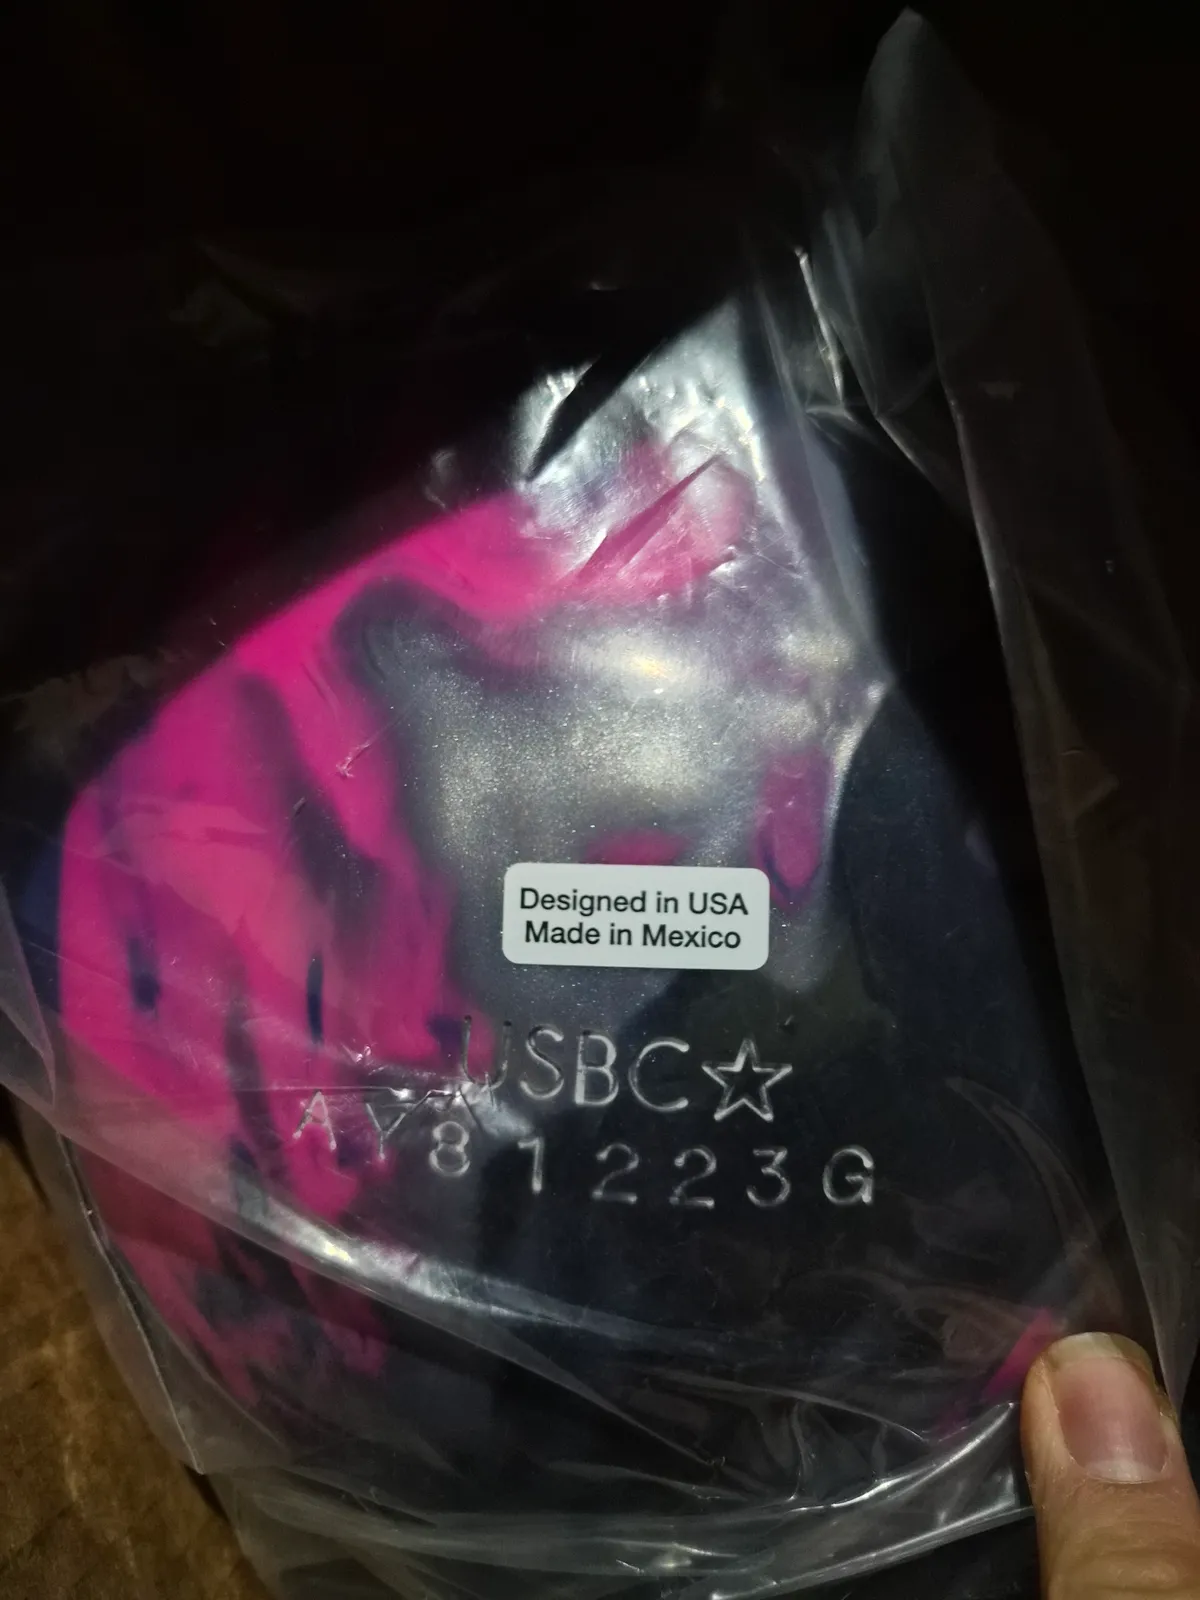 Designed in USA
Made in Mexico
USBC☆
AY81223G